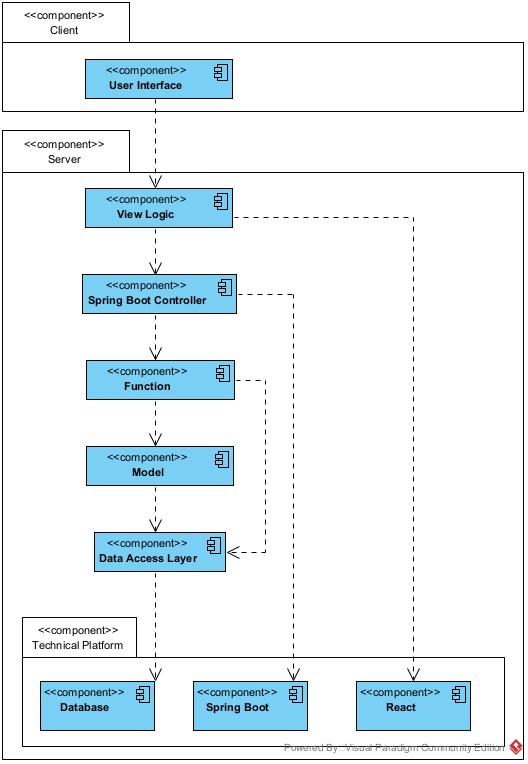 <<component>>
Client
<<component>>
User Interface
<<component>>
Server
<<component>>
View Logic
<<component>>
Spring Boot Controller
<<component>>
Function
<<component>>
Model
<<component>>
Data Access Layer
<<component>>
Technical Platform
<<component>>
Database
<<component>>
Spring Boot
<<component>>
React
Powered By: Visual Paradigm Community Edition